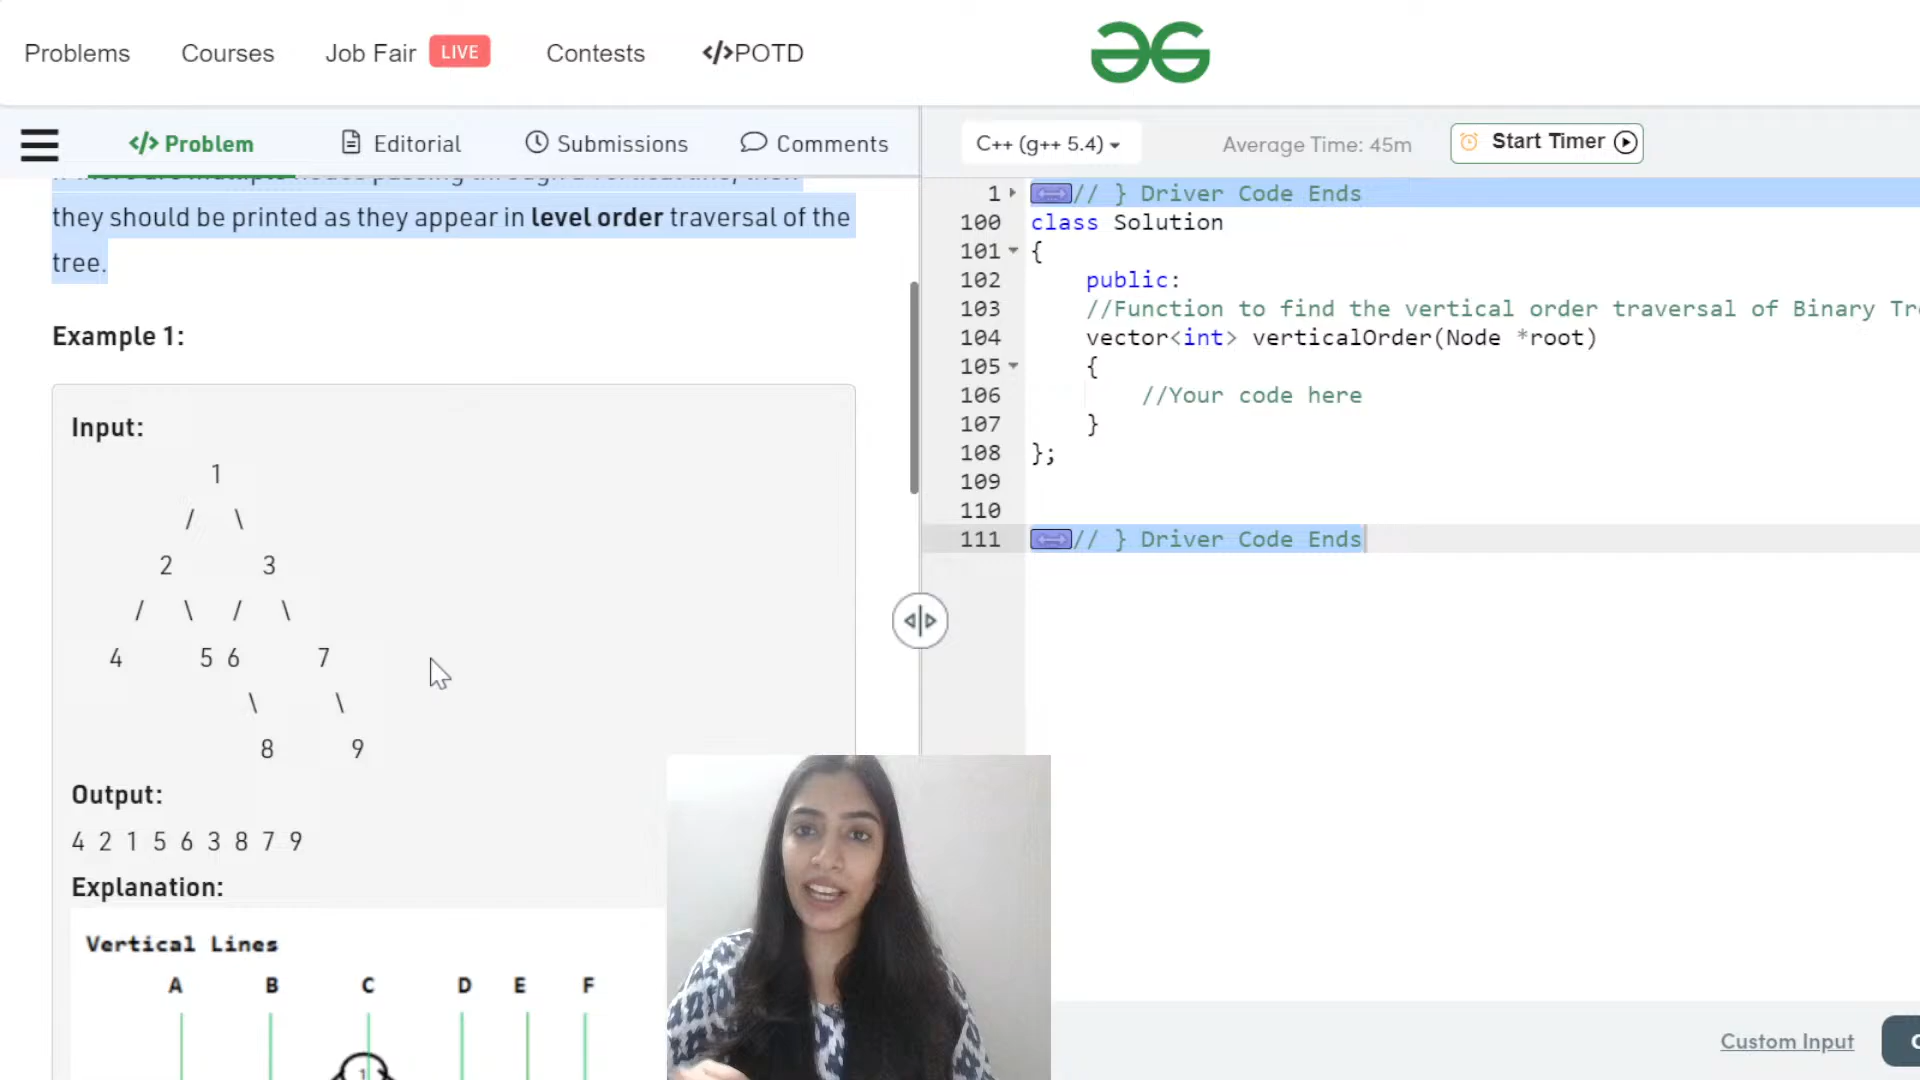 Problems Courses Job Fair LIVE Contests </>POTD
</> Problem Editorial Submissions Comments
they should be printed as they appear in level order traversal of the
tree.
Example 1:
Input:
1
/ \
2 3
/ \ / \
4 5 6 7
\ \
8 9
Output:
4 2 1 5 6 3 8 7 9
Explanation:
Vertical Lines
A B C D E F
1
C++ (g++ 5.4) Average Time: 45m Start Timer
1 // } Driver Code Ends
100 class Solution
101 {
102 public:
103 //Function to find the vertical order traversal of Binary Tr
104 vector<int> verticalOrder(Node *root)
105 {
106 //Your code here
107 }
108 };
109
110
111 // } Driver Code Ends
Custom Input